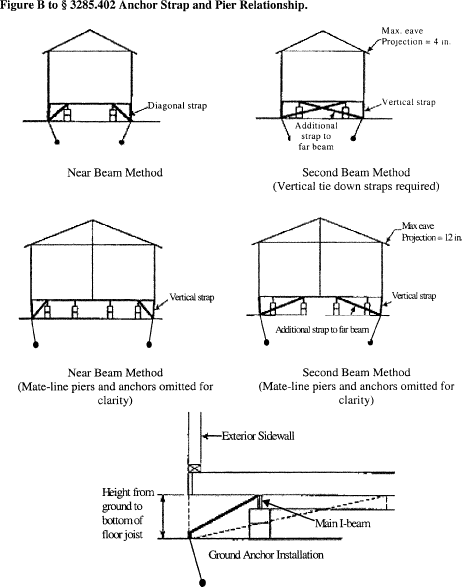 Figure B to § 3285.402 Anchor Strap and Pier Relationship.
Max. eave
Projection = 4 in.
Diagonal strap
Vertical strap
Additional
strap to
far beam
Near Beam Method
Second Beam Method
(Vertical tie down straps required)
Max eave
Projection = 12 in.
Vertical strap
Vertical strap
Additional strap to far beam
Near Beam Method
(Mate-line piers and anchors omitted for
clarity)
Second Beam Method
(Mate-line piers and anchors omitted for
clarity)
Exterior Sidewall
Height from
ground to
bottom of
floor joist
Main I-beam
Ground Anchor Installation